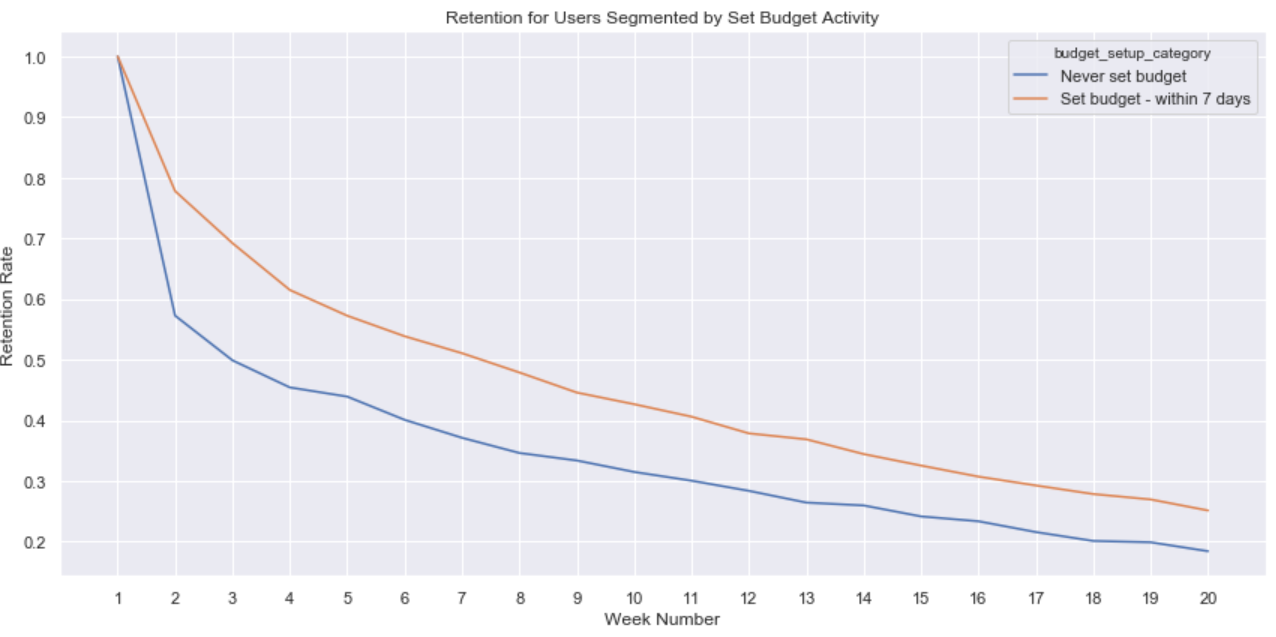 Retention for Users Segmented by Set Budget Activity
budget_setup_category
Never set budget
Set budget - within 7 days
Retention Rate
1.0
0.9
0.8
0.7
0.6
0.5
0.4
0.3
0.2
1 2 3 4 5 6 7 8 9 10 11 12 13 14 15 16 17 18 19 20
Week Number